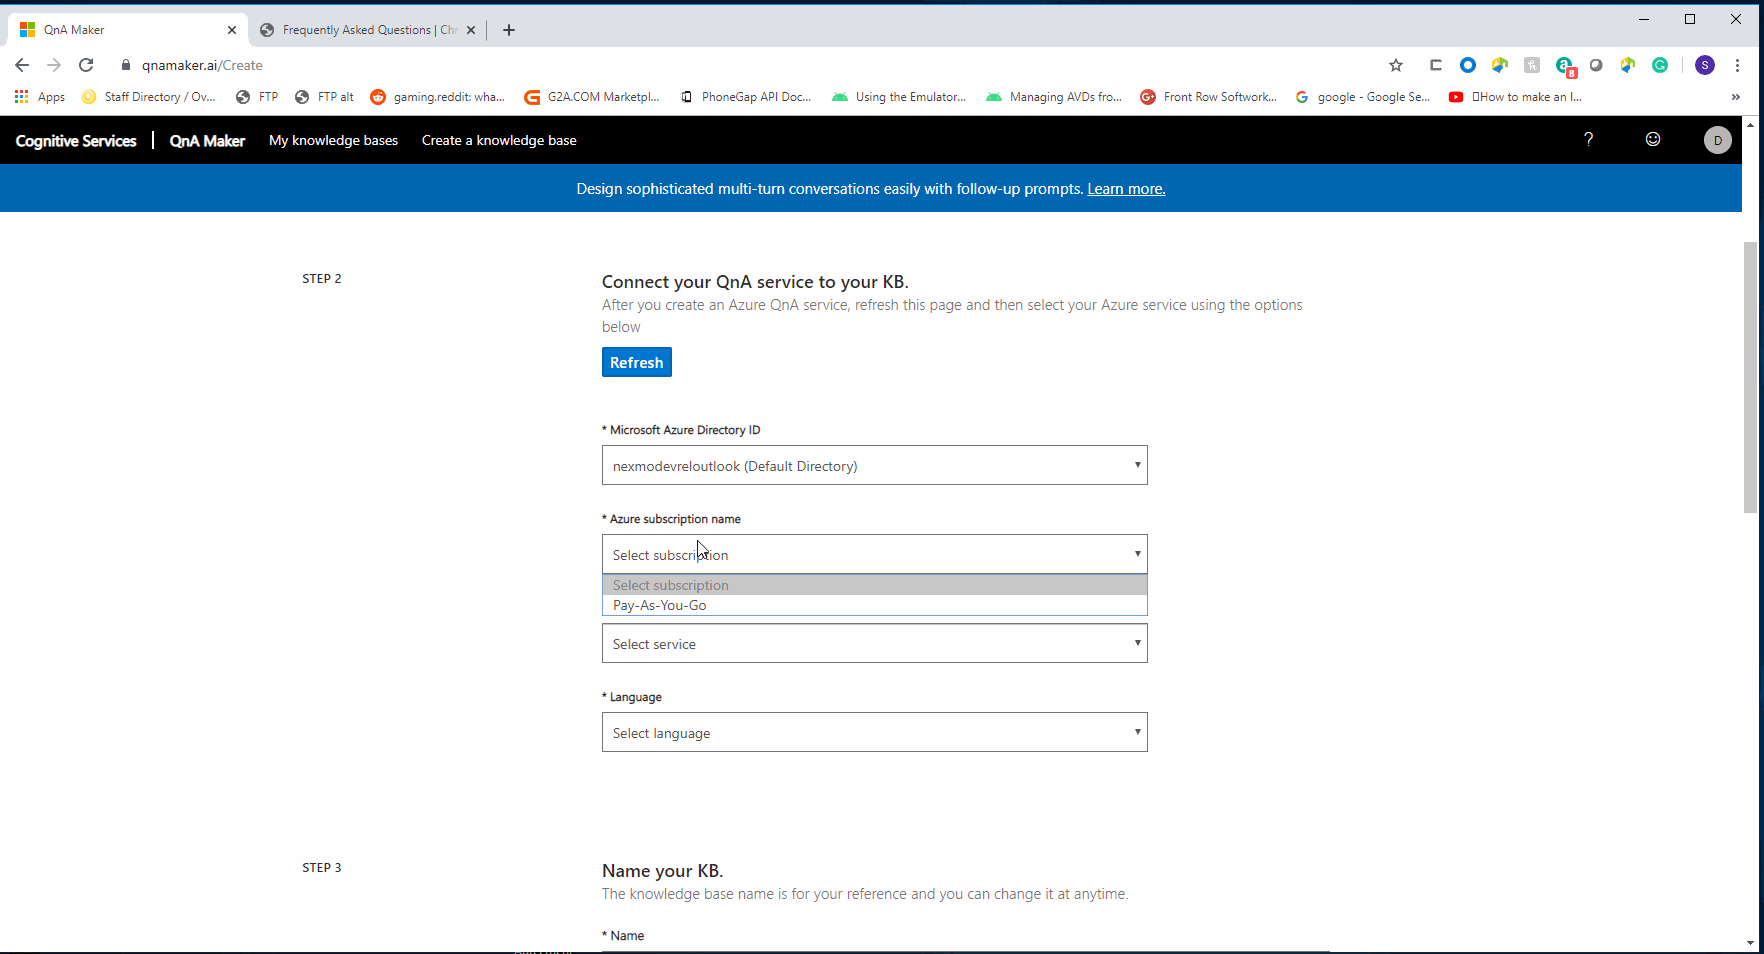 QnA Maker
Frequently Asked Questions | Chr
qnamaker.ai/Create
8
S
Apps
Staff Directory / Ov...
FTP
FTP alt
gaming.reddit: wha...
G2A.COM Marketpl...
PhoneGap API Doc...
Using the Emulator...
Managing AVDs fro...
Front Row Softwork...
google - Google Se...
How to make an I...
»
Cognitive Services | QnA Maker My knowledge bases Create a knowledge base
?
D
Design sophisticated multi-turn conversations easily with follow-up prompts. Learn more.
STEP 2
Connect your QnA service to your KB.
After you create an Azure QnA service, refresh this page and then select your Azure service using the options
below
Refresh
* Microsoft Azure Directory ID
nexmodevreloutlook (Default Directory)
* Azure subscription name
Select subscription
Select subscription
Pay-As-You-Go
Select service
* Language
Select language
STEP 3
Name your KB.
The knowledge base name is for your reference and you can change it at anytime.
* Name